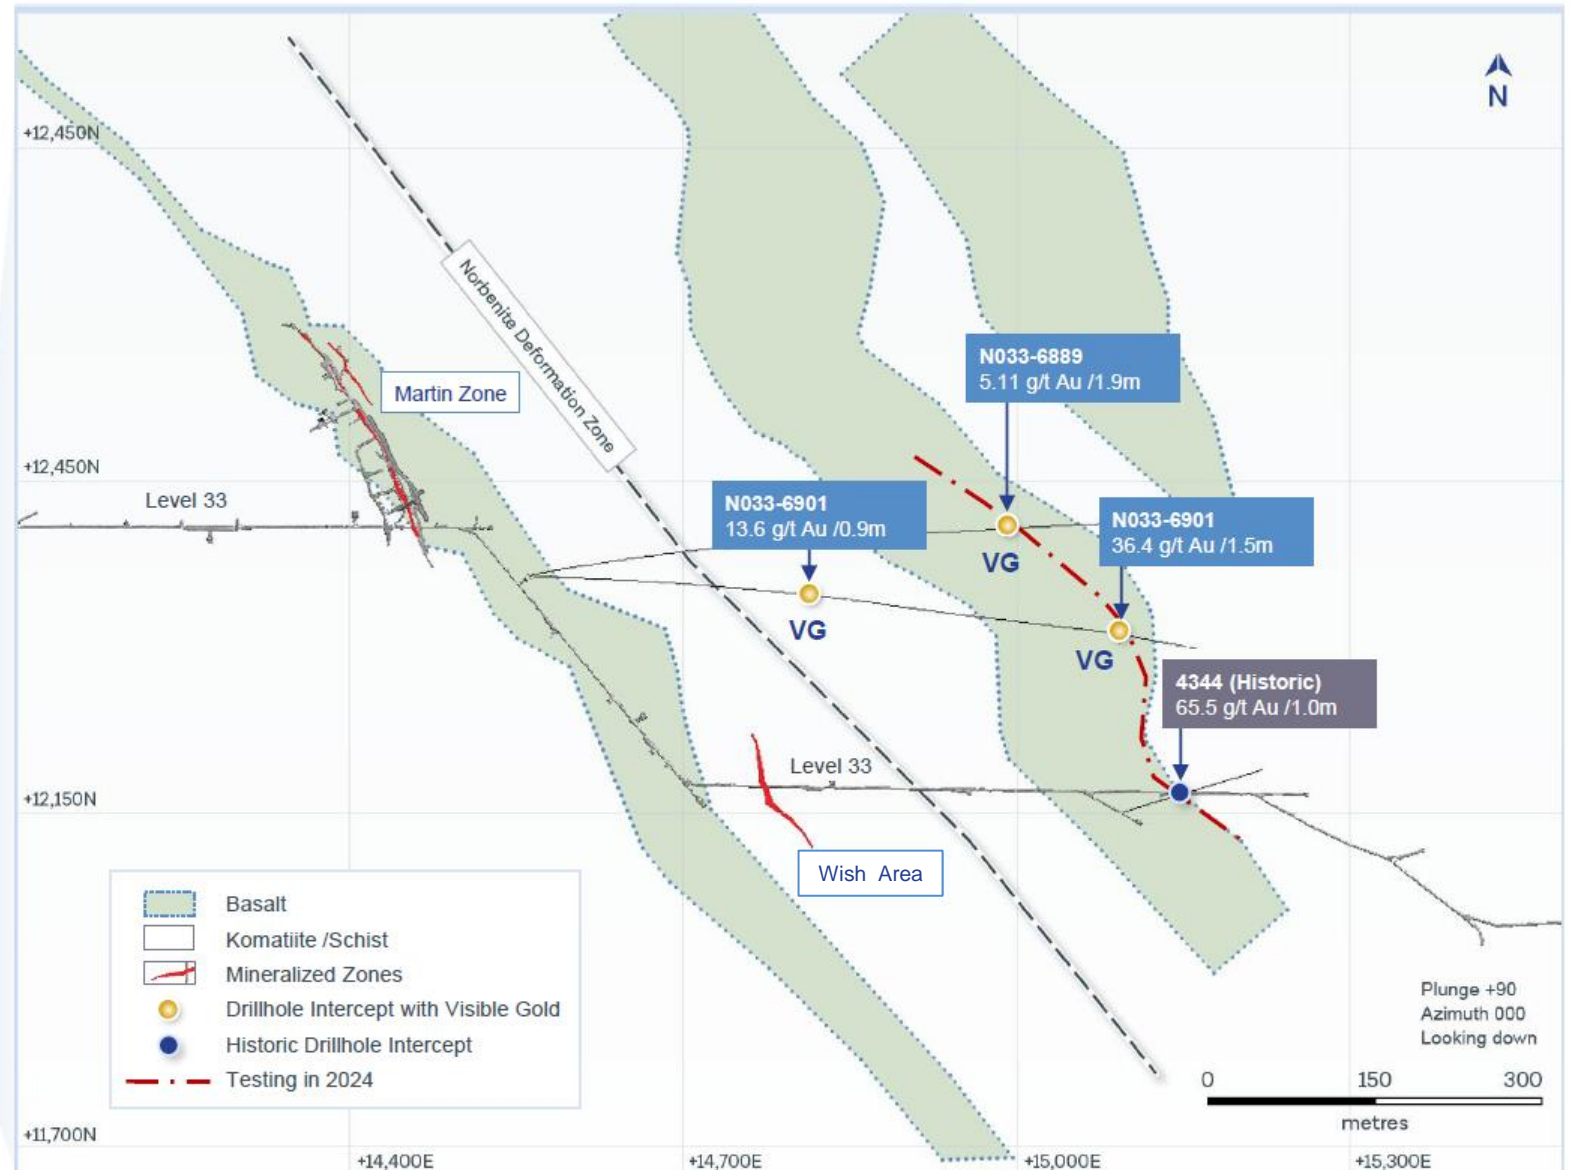 N
+12,450N
Norbenite Deformation Zone
N033-6889
5.11 g/t Au /1.9m
Martin Zone
+12,450N
Level 33
N033-6901
13.6 g/t Au /0.9m
N033-6901
36.4 g/t Au /1.5m
VG
VG
VG
4344 (Historic)
65.5 g/t Au /1.0m
Level 33
+12,150N
Wish Area
Basalt
Komatiite /Schist
Mineralized Zones
Drillhole Intercept with Visible Gold
Historic Drillhole Intercept
Testing in 2024
Plunge +90
Azimuth 000
Looking down
0 150 300
metres
+11,700N
+14,400E +14,700E +15,000E +15,300E